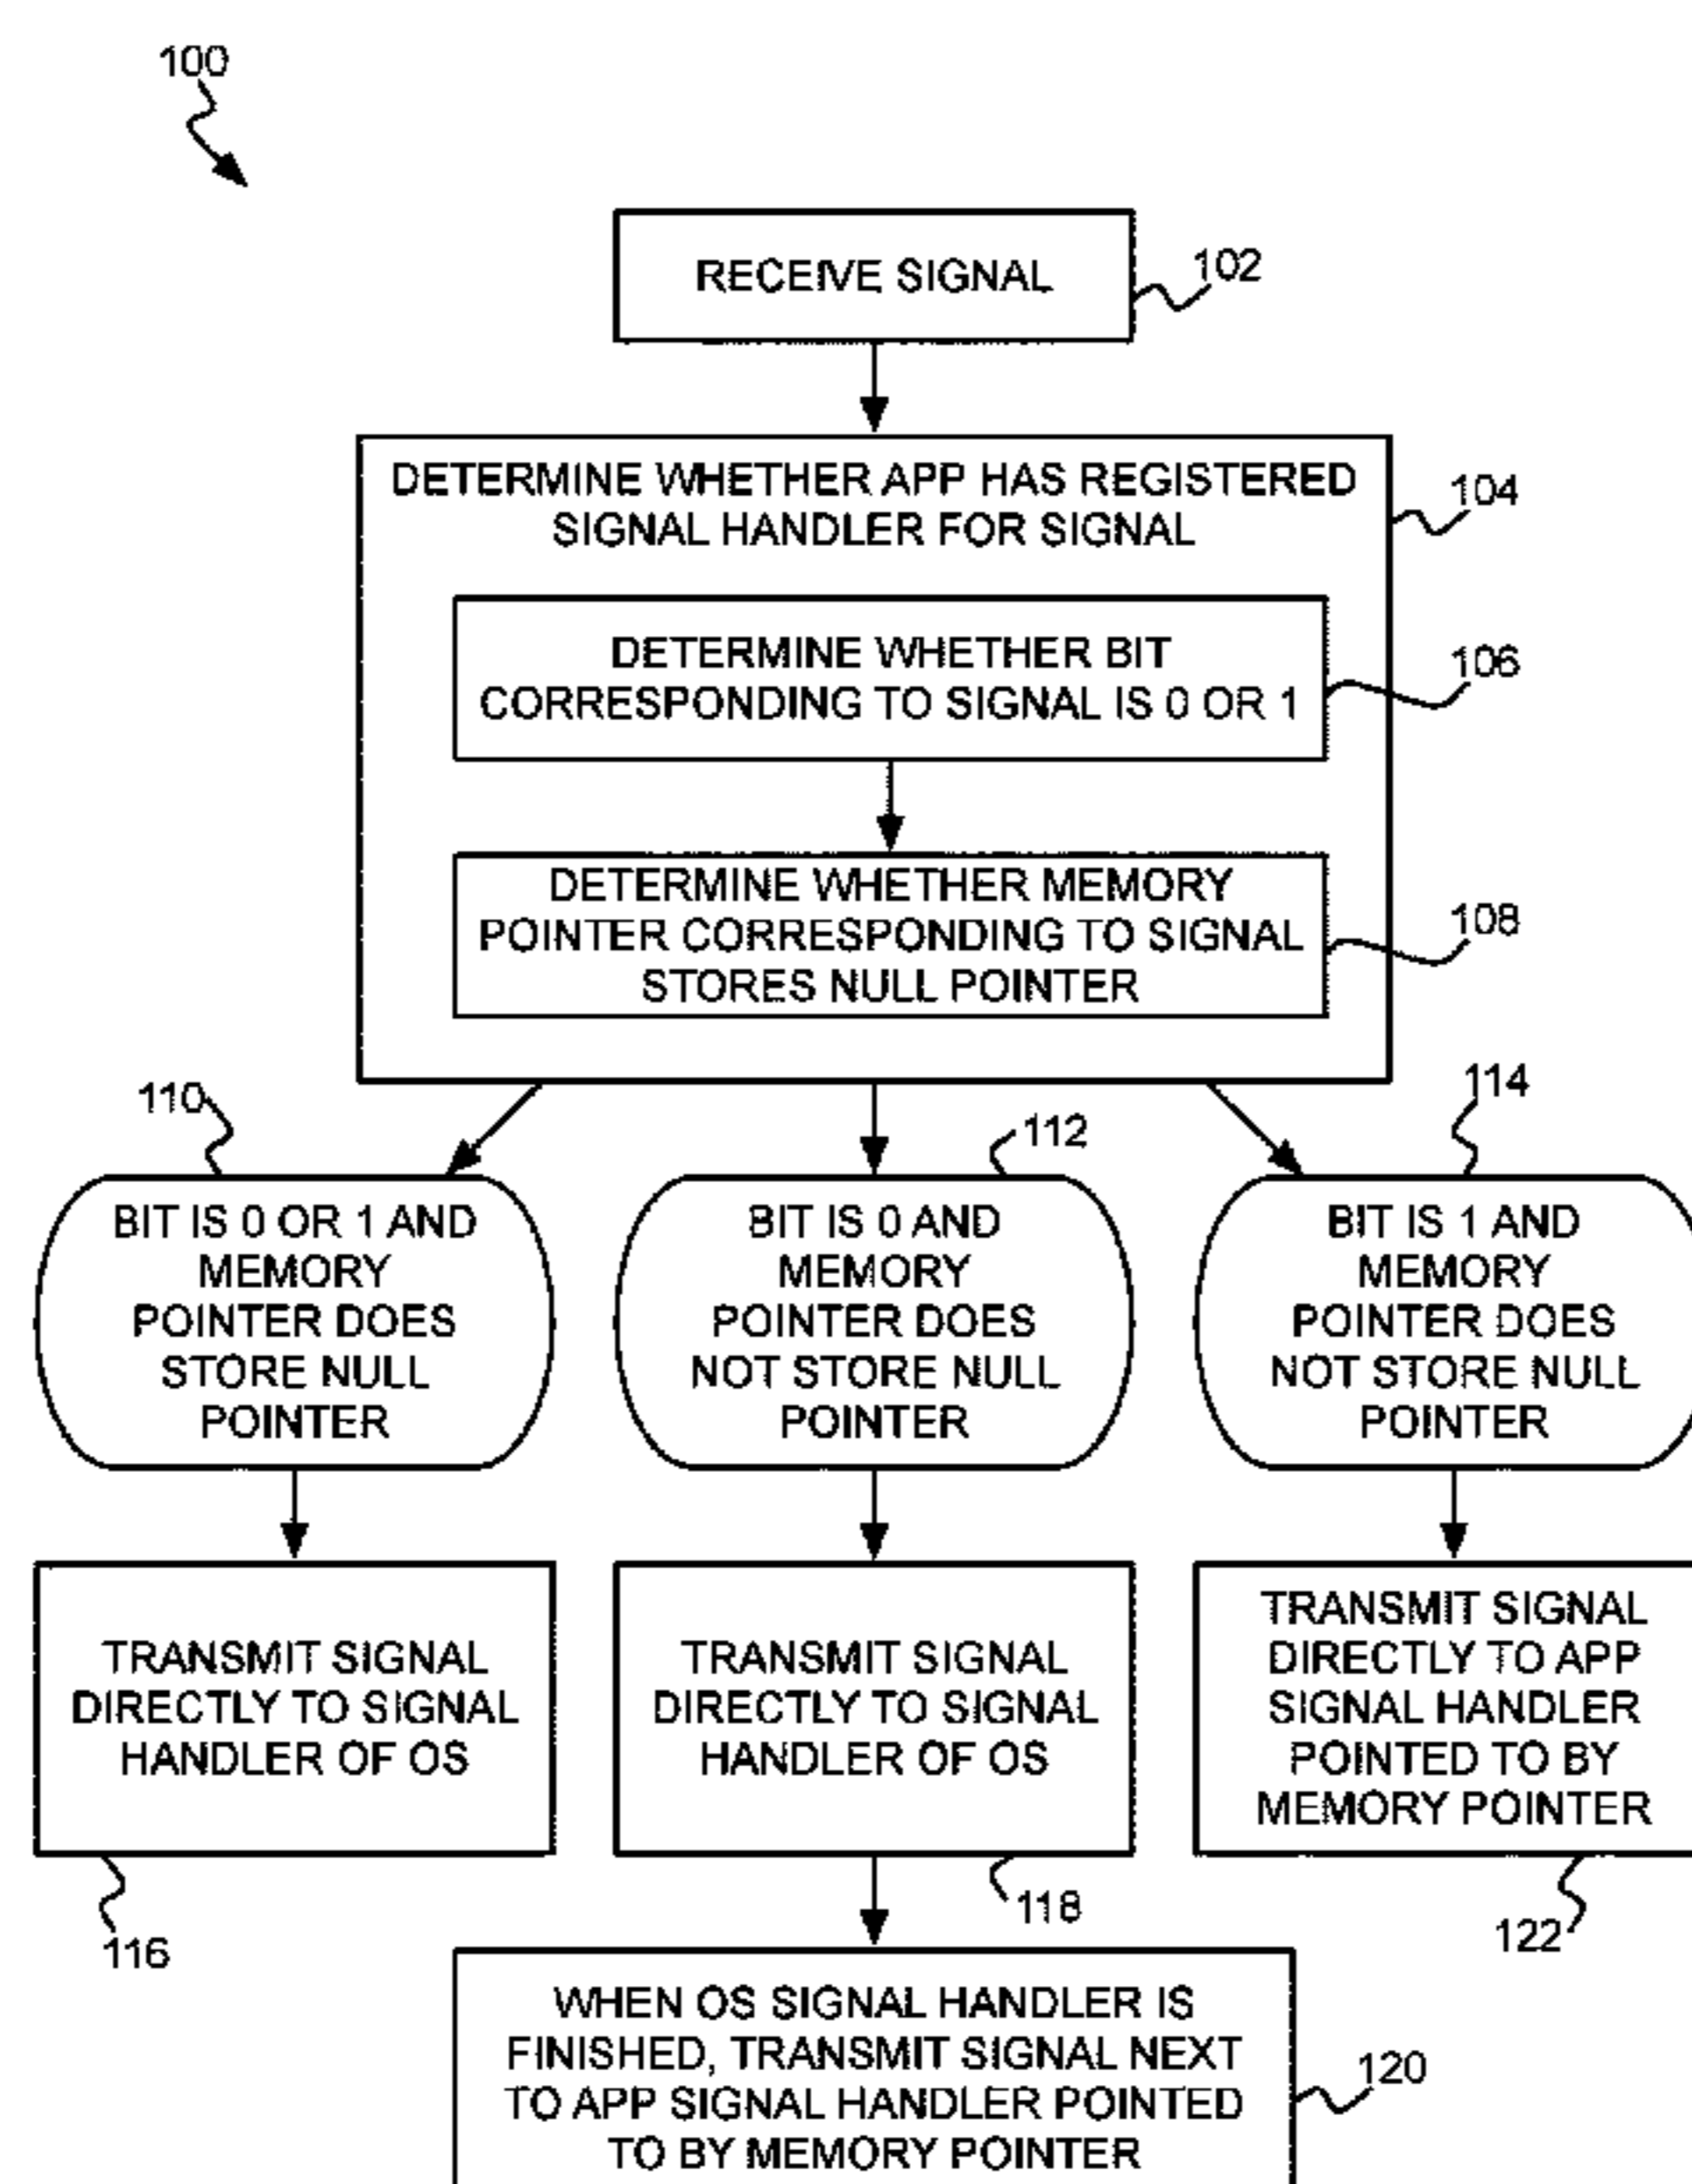 100
RECEIVE SIGNAL
102
DETERMINE WHETHER APP HAS REGISTERED
SIGNAL HANDLER FOR SIGNAL
104
DETERMINE WHETHER BIT
CORRESPONDING TO SIGNAL IS 0 OR 1
106
DETERMINE WHETHER MEMORY
POINTER CORRESPONDING TO SIGNAL
STORES NULL POINTER
108
110
112
114
BIT IS 0 OR 1 AND
MEMORY
POINTER DOES
STORE NULL
POINTER
BIT IS 0 AND
MEMORY
POINTER DOES
NOT STORE NULL
POINTER
BIT IS 1 AND
MEMORY
POINTER DOES
NOT STORE NULL
POINTER
TRANSMIT SIGNAL
DIRECTLY TO SIGNAL
HANDLER OF OS
TRANSMIT SIGNAL
DIRECTLY TO SIGNAL
HANDLER OF OS
TRANSMIT SIGNAL
DIRECTLY TO APP
SIGNAL HANDLER
POINTED TO BY
MEMORY POINTER
116
118
122
WHEN OS SIGNAL HANDLER IS
FINISHED, TRANSMIT SIGNAL NEXT
TO APP SIGNAL HANDLER POINTED
TO BY MEMORY POINTER
120